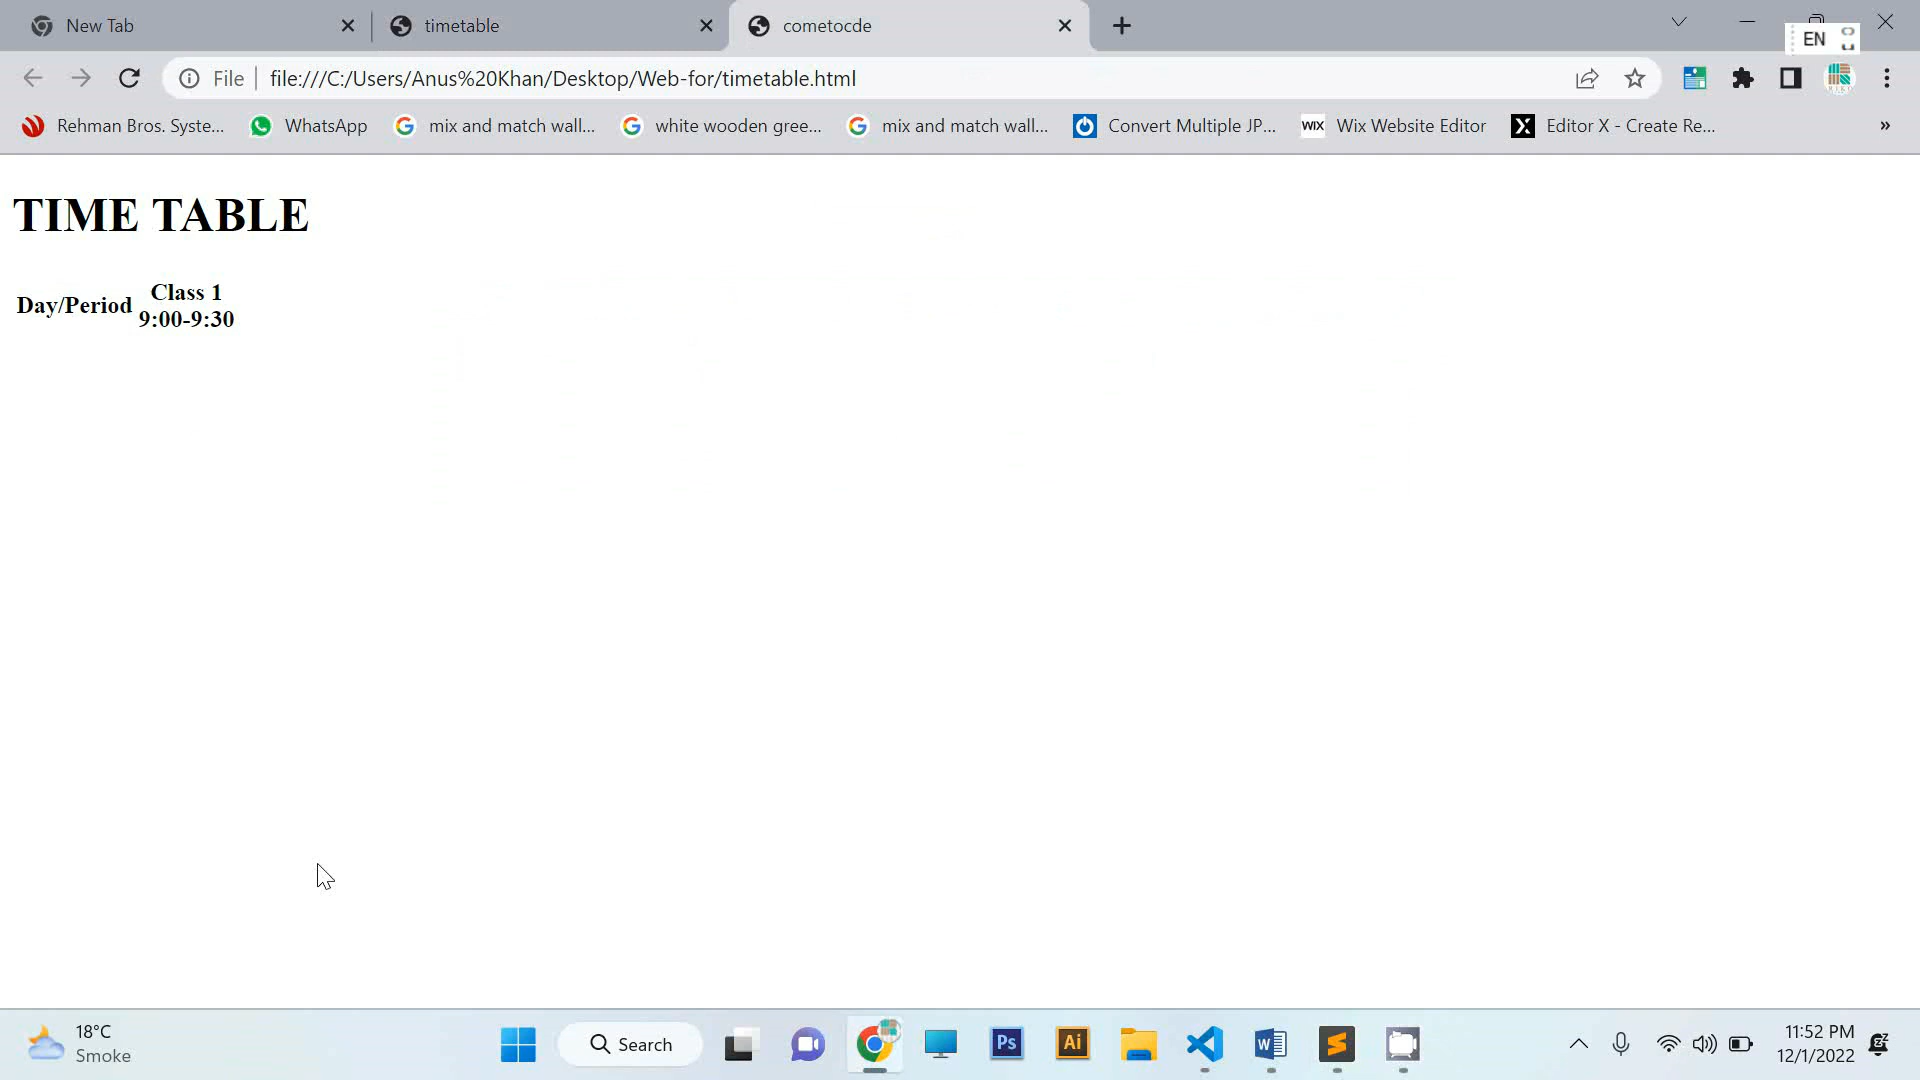 New Tab
timetable
cometocde
EN
File
file:///C:/Users/Anus%20Khan/Desktop/Web-for/timetable.html
Rehman Bros. Syste...
WhatsApp
mix and match wall...
white wooden gree...
mix and match wall...
Convert Multiple JP...
WIX
Wix Website Editor
Editor X - Create Re...
»
TIME TABLE
Day/Period
Class 1
9:00-9:30
18°C
Smoke
Search
Ps
Ai
W
11:52 PM
12/1/2022